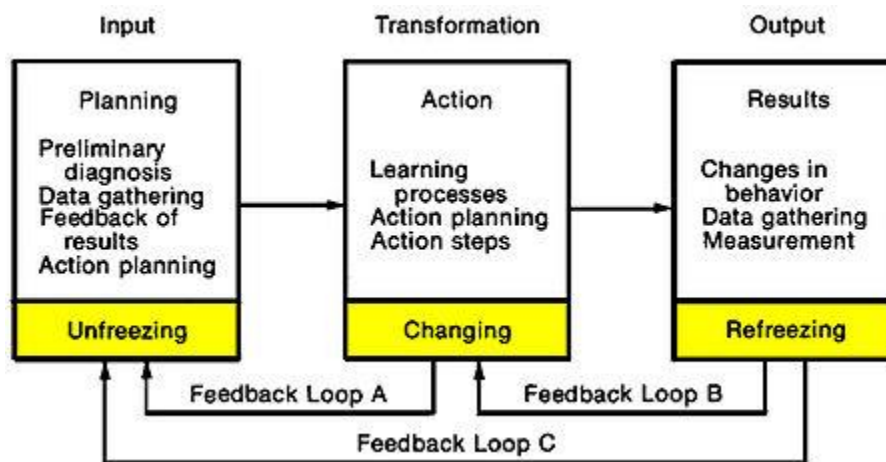 Input
Transformation
Output
Planning
Preliminary
diagnosis
Data gathering
Feedback of
results
Action planning
Unfreezing
Action
Learning
processes
Action planning
Action steps
Changing
Results
Changes in
behavior
Data gathering
Measurement
Refreezing
Feedback Loop A
Feedback Loop B
Feedback Loop C